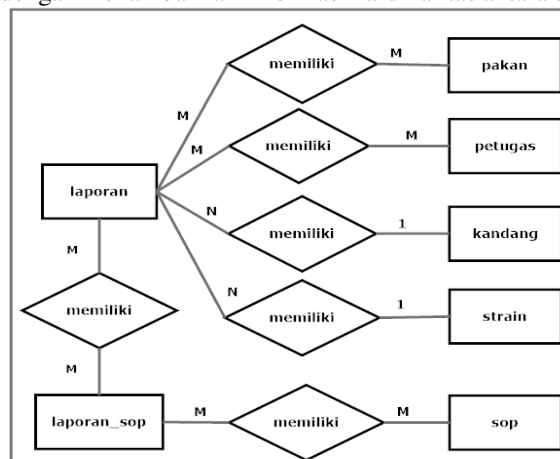 memiliki
M
pakan
M
memiliki
M
petugas
M
laporan
N
memiliki
1
kandang
M
N
memiliki
memiliki
1
strain
M
laporan_sop
M
memiliki
M
sop